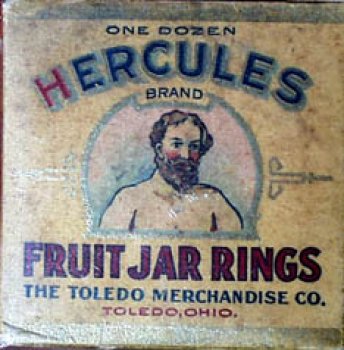 ONE DOZEN
HERCULES
BRAND
FRUIT JAR RINGS
THE TOLEDO MERCHANDISE CO.
TOLEDO, OHIO.